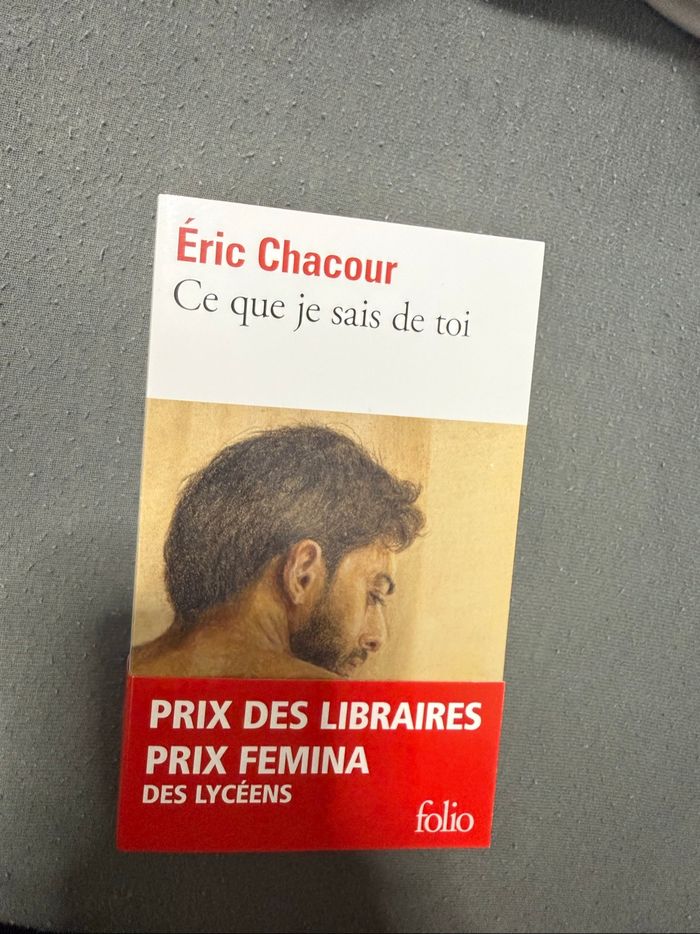 Éric Chacour
Ce que je sais de toi
PRIX DES LIBRAIRES
PRIX FEMINA
DES LYCÉENS
folio